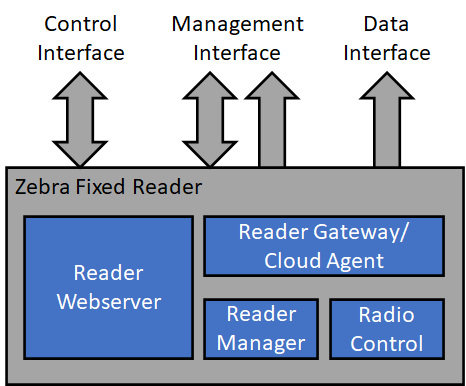 Control
Interface
Management
Interface
Data
Interface
Zebra Fixed Reader
Reader
Webserver
Reader Gateway/
Cloud Agent
Reader
Manager
Radio
Control